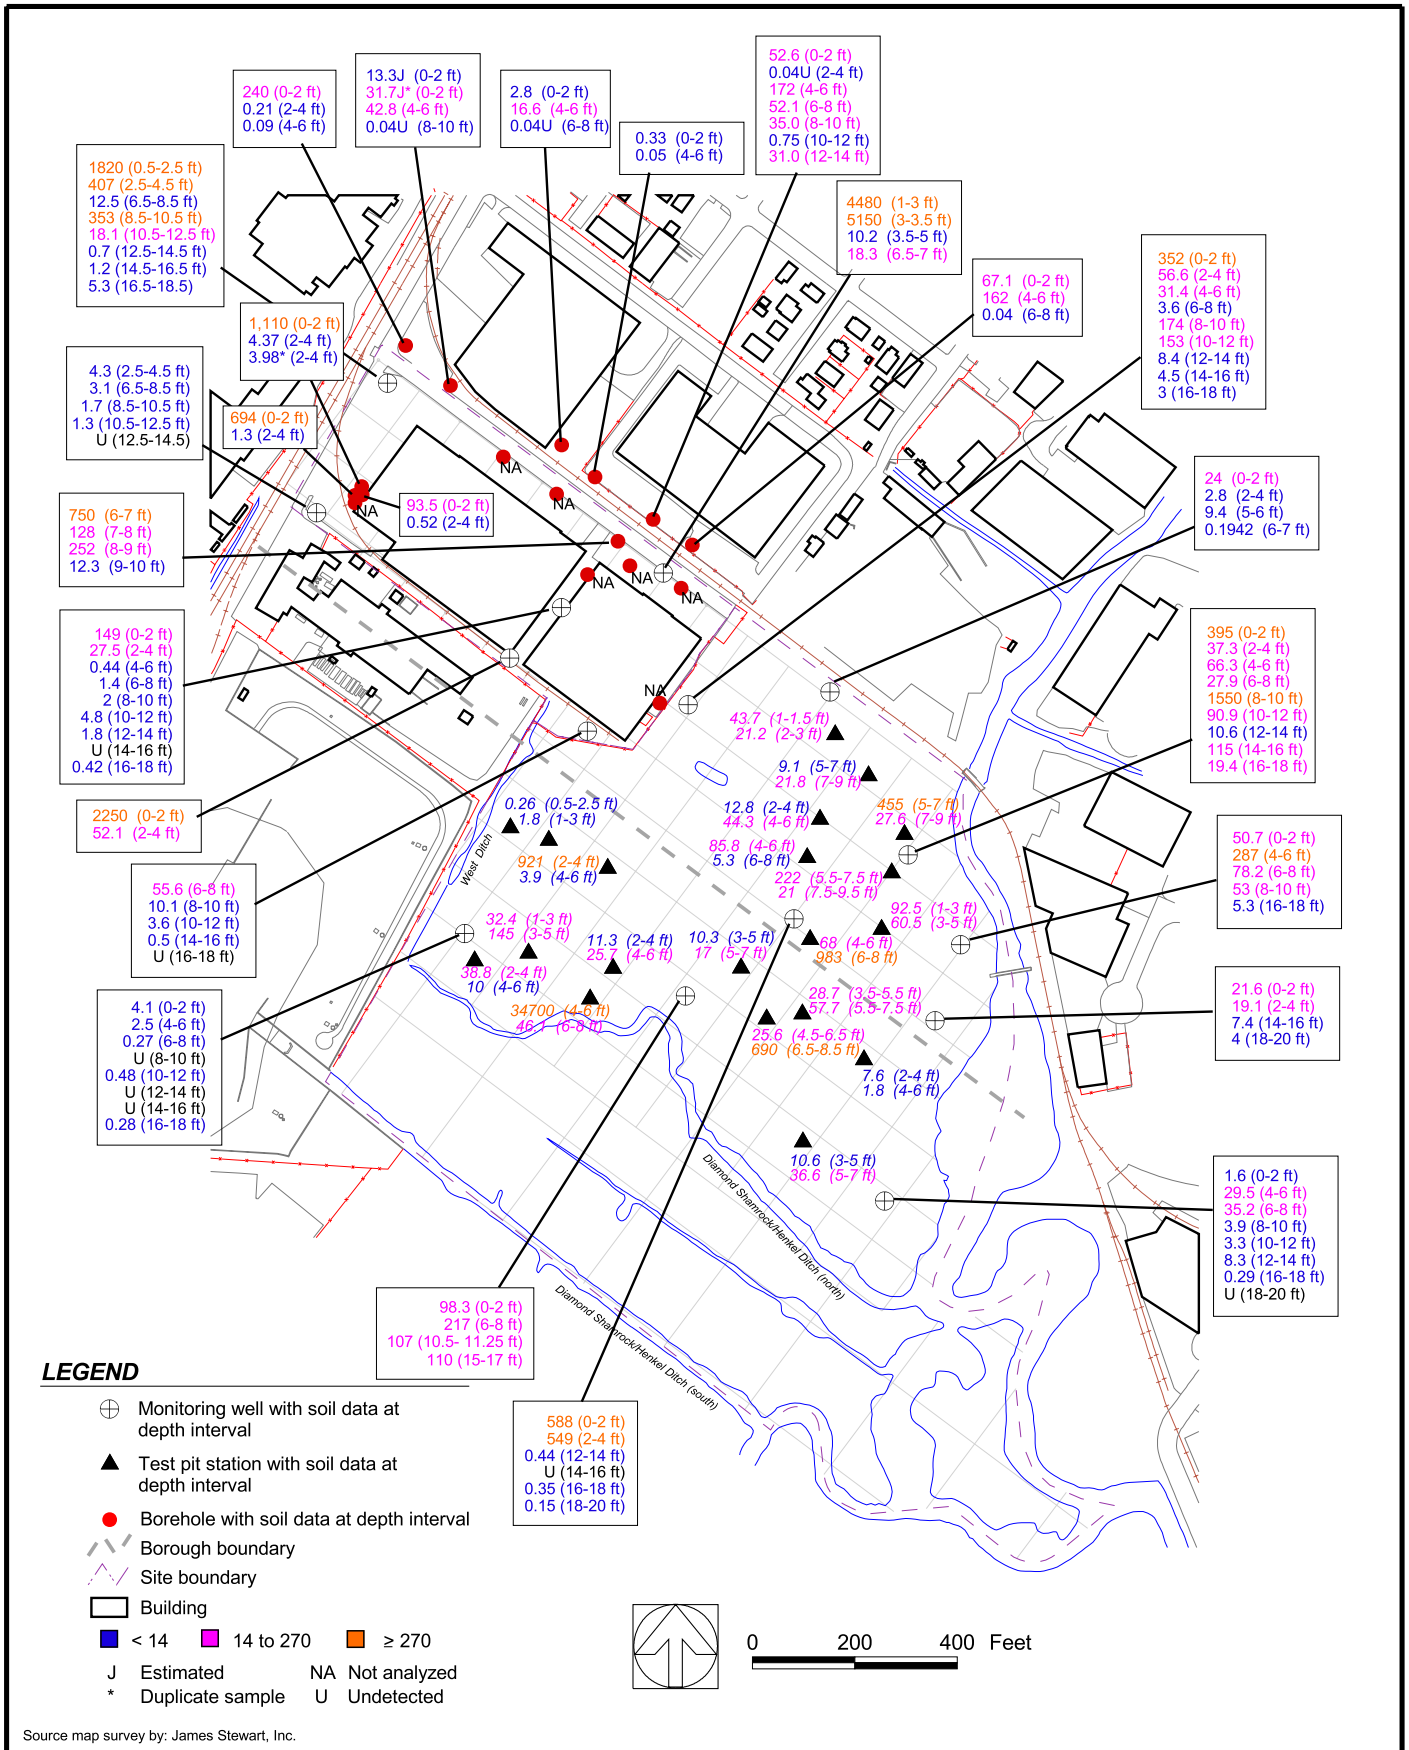 240 (0-2 ft)
0.21 (2-4 ft)
0.09 (4-6 ft)
13.3J (0-2 ft)
31.7J* (0-2 ft)
42.8 (4-6 ft)
0.04U (8-10 ft)
2.8 (0-2 ft)
16.6 (4-6 ft)
0.04U (6-8 ft)
0.33 (0-2 ft)
0.05 (4-6 ft)
52.6 (0-2 ft)
0.04U (2-4 ft)
172 (4-6 ft)
52.1 (6-8 ft)
35.0 (8-10 ft)
0.75 (10-12 ft)
31.0 (12-14 ft)
1820 (0.5-2.5 ft)
407 (2.5-4.5 ft)
12.5 (6.5-8.5 ft)
353 (8.5-10.5 ft)
18.1 (10.5-12.5 ft)
0.7 (12.5-14.5 ft)
1.2 (14.5-16.5 ft)
5.3 (16.5-18.5)
4480 (1-3 ft)
5150 (3-3.5 ft)
10.2 (3.5-5 ft)
18.3 (6.5-7 ft)
67.1 (0-2 ft)
162 (4-6 ft)
0.04 (6-8 ft)
352 (0-2 ft)
56.6 (2-4 ft)
31.4 (4-6 ft)
3.6 (6-8 ft)
174 (8-10 ft)
153 (10-12 ft)
8.4 (12-14 ft)
4.5 (14-16 ft)
3 (16-18 ft)
1,110 (0-2 ft)
4.37 (2-4 ft)
3.98* (2-4 ft)
4.3 (2.5-4.5 ft)
3.1 (6.5-8.5 ft)
1.7 (8.5-10.5 ft)
1.3 (10.5-12.5 ft)
U (12.5-14.5)
694 (0-2 ft)
1.3 (2-4 ft)
NA
NA
NA
93.5 (0-2 ft)
0.52 (2-4 ft)
24 (0-2 ft)
2.8 (2-4 ft)
9.4 (5-6 ft)
0.1942 (6-7 ft)
750 (6-7 ft)
128 (7-8 ft)
252 (8-9 ft)
12.3 (9-10 ft)
NA
NA
NA
NA
149 (0-2 ft)
27.5 (2-4 ft)
0.44 (4-6 ft)
1.4 (6-8 ft)
2 (8-10 ft)
4.8 (10-12 ft)
1.8 (12-14 ft)
U (14-16 ft)
0.42 (16-18 ft)
395 (0-2 ft)
37.3 (2-4 ft)
66.3 (4-6 ft)
27.9 (6-8 ft)
1550 (8-10 ft)
90.9 (10-12 ft)
10.6 (12-14 ft)
115 (14-16 ft)
19.4 (16-18 ft)
43.7 (1-1.5 ft)
21.2 (2-3 ft)
9.1 (5-7 ft)
21.8 (7-9 ft)
2250 (0-2 ft)
52.1 (2-4 ft)
0.26 (0.5-2.5 ft)
1.8 (1-3 ft)
12.8 (2-4 ft)
44.3 (4-6 ft)
455 (5-7 ft)
27.6 (7-9 ft)
West Ditch
921 (2-4 ft)
3.9 (4-6 ft)
85.8 (4-6 ft)
5.3 (6-8 ft)
222 (5.5-7.5 ft)
21 (7.5-9.5 ft)
50.7 (0-2 ft)
287 (4-6 ft)
78.2 (6-8 ft)
53 (8-10 ft)
5.3 (16-18 ft)
55.6 (6-8 ft)
10.1 (8-10 ft)
3.6 (10-12 ft)
0.5 (14-16 ft)
U (16-18 ft)
32.4 (1-3 ft)
145 (3-5 ft)
92.5 (1-3 ft)
60.5 (3-5 ft)
11.3 (2-4 ft)
25.7 (4-6 ft)
10.3 (3-5 ft)
17 (5-7 ft)
68 (4-6 ft)
983 (6-8 ft)
38.8 (2-4 ft)
10 (4-6 ft)
34700 (4-6 ft)
46.1 (6-8 ft)
28.7 (3.5-5.5 ft)
57.7 (5.5-7.5 ft)
25.6 (4.5-6.5 ft)
690 (6.5-8.5 ft)
21.6 (0-2 ft)
19.1 (2-4 ft)
7.4 (14-16 ft)
4 (18-20 ft)
4.1 (0-2 ft)
2.5 (4-6 ft)
0.27 (6-8 ft)
U (8-10 ft)
0.48 (10-12 ft)
U (12-14 ft)
U (14-16 ft)
0.28 (16-18 ft)
7.6 (2-4 ft)
1.8 (4-6 ft)
10.6 (3-5 ft)
36.6 (5-7 ft)
Diamond Shamrock/Henkel Ditch (north)
1.6 (0-2 ft)
29.5 (4-6 ft)
35.2 (6-8 ft)
3.9 (8-10 ft)
3.3 (10-12 ft)
8.3 (12-14 ft)
0.29 (16-18 ft)
U (18-20 ft)
Diamond Shamrock/Henkel Ditch (south)
98.3 (0-2 ft)
217 (6-8 ft)
107 (10.5- 11.25 ft)
110 (15-17 ft)
588 (0-2 ft)
549 (2-4 ft)
0.44 (12-14 ft)
U (14-16 ft)
0.35 (16-18 ft)
0.15 (18-20 ft)
LEGEND
Monitoring well with soil data at
depth interval
Test pit station with soil data at
depth interval
Borehole with soil data at depth interval
Borough boundary
Site boundary
Building
< 14 14 to 270 ≥ 270
J Estimated NA Not analyzed
* Duplicate sample U Undetected
0 200 400 Feet
Source map survey by: James Stewart, Inc.